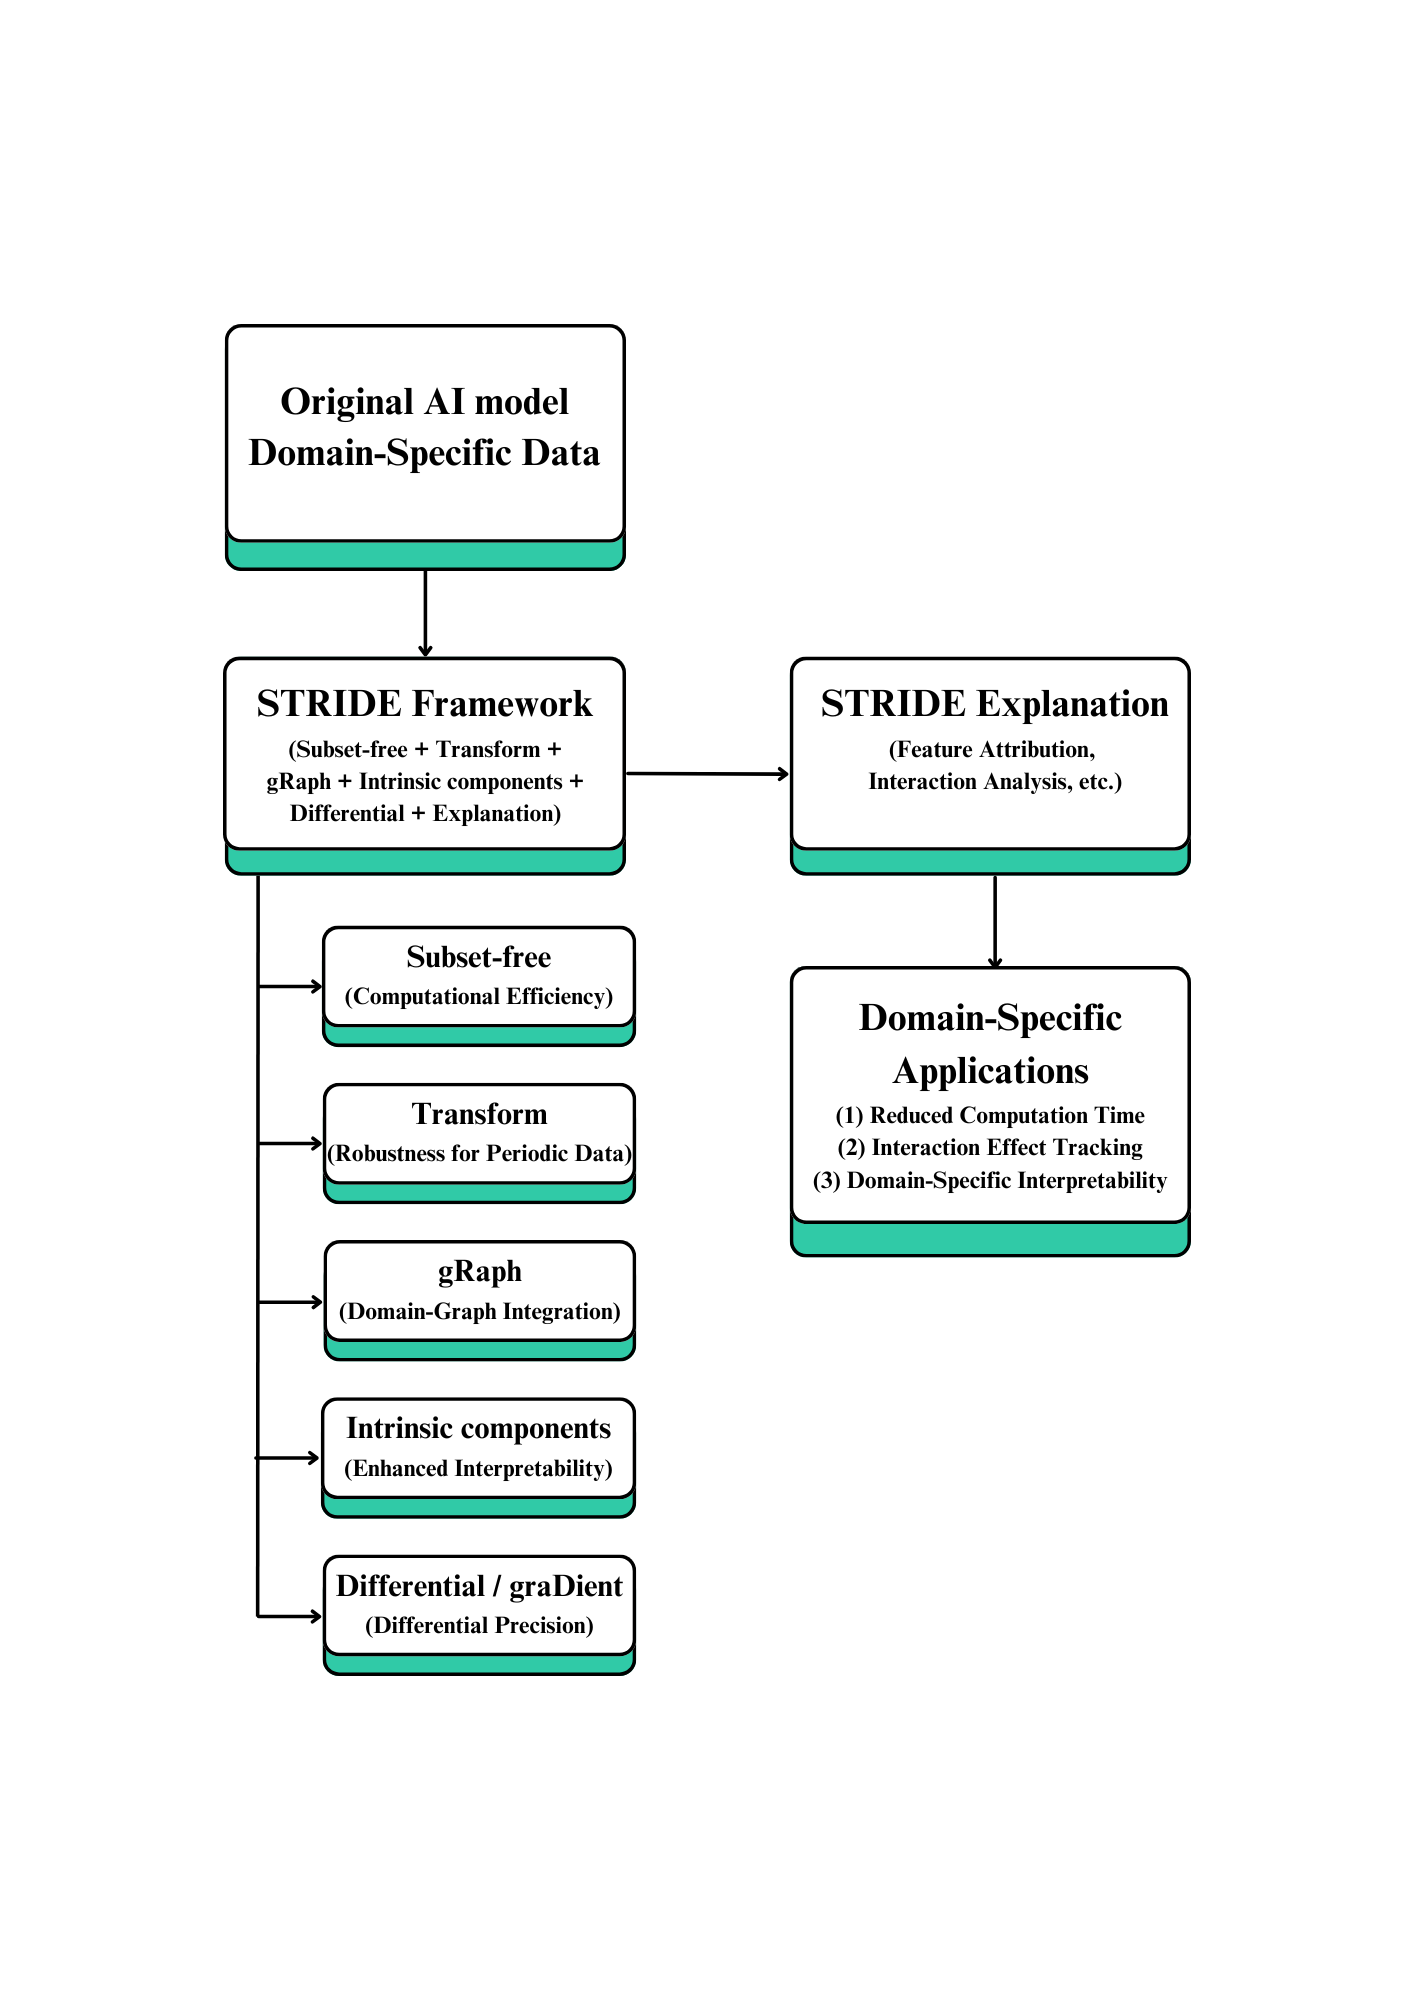 Original AI model
Domain-Specific Data
STRIDE Framework
(Subset-free + Transform +
gRaph + Intrinsic components +
Differential + Explanation)
STRIDE Explanation
(Feature Attribution,
Interaction Analysis, etc.)
Subset-free
(Computational Efficiency)
Transform
(Robustness for Periodic Data)
gRaph
(Domain-Graph Integration)
Intrinsic components
(Enhanced Interpretability)
Differential / graDient
(Differential Precision)
Domain-Specific
Applications
(1) Reduced Computation Time
(2) Interaction Effect Tracking
(3) Domain-Specific Interpretability